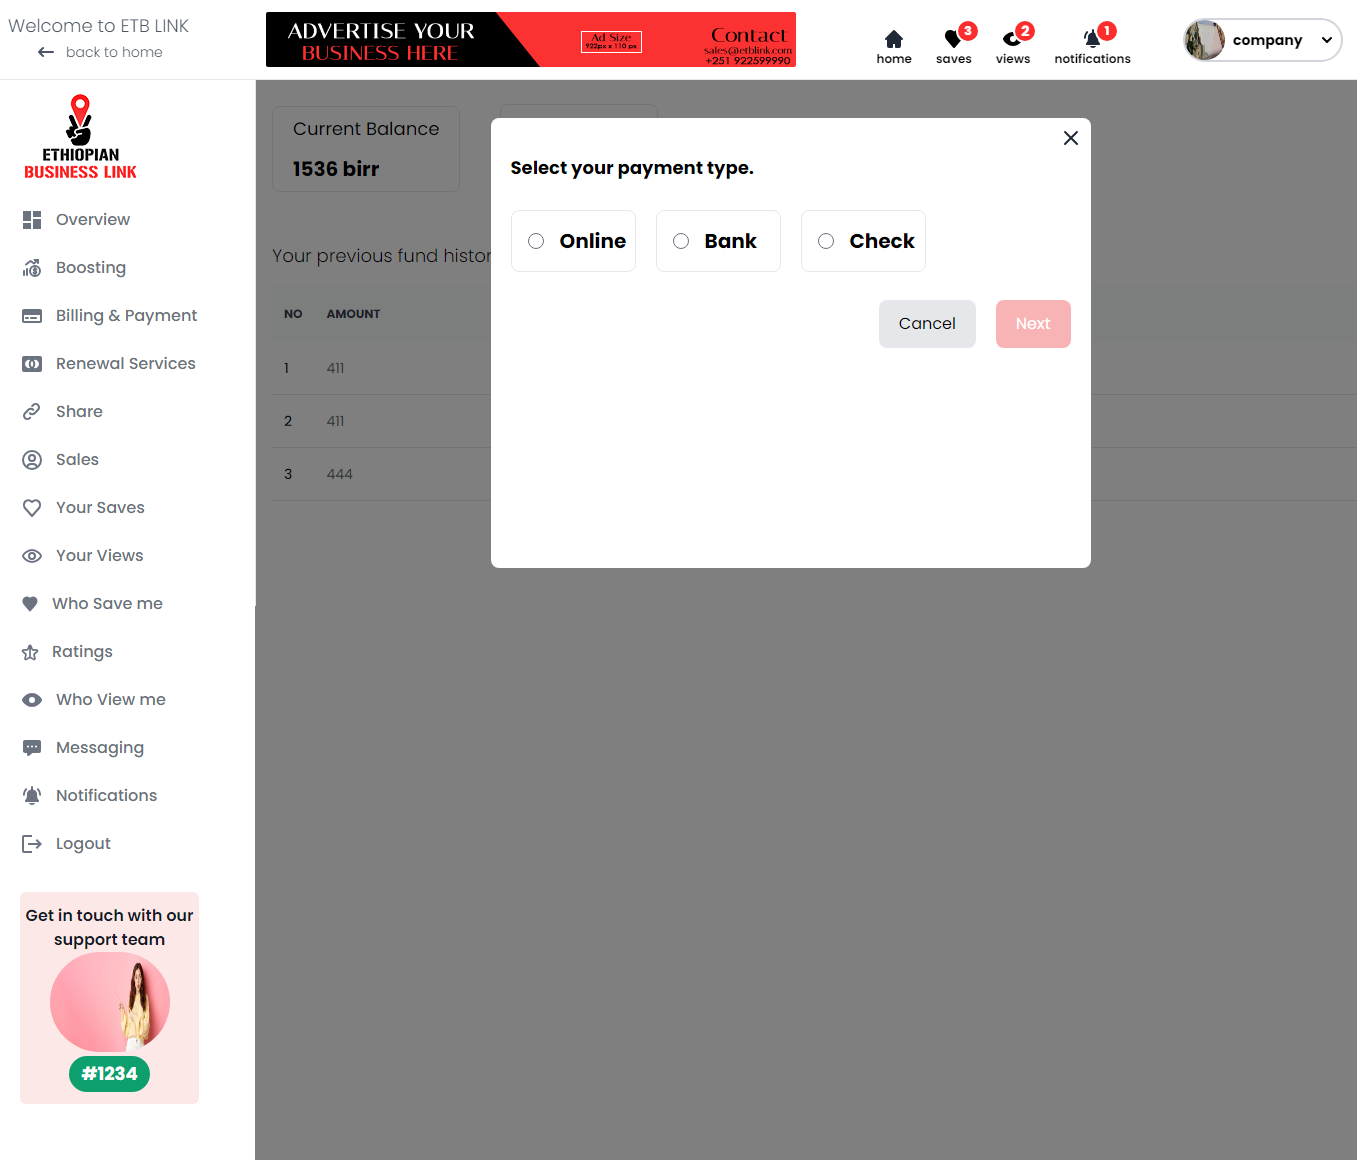 Welcome to ETB LINK
back to home
ADVERTISE YOUR
BUSINESS HERE
Ad Size
922px x 110 px
Contact
sales@etblink.com
+251 922599990
home
3
saves
2
views
1
notifications
company
ETHIOPIAN
BUSINESS LINK
Overview
Boosting
Billing & Payment
Renewal Services
Share
Sales
Your Saves
Your Views
Who Save me
Ratings
Who View me
Messaging
Notifications
Logout
Get in touch with our
support team
#1234
Current Balance
1536 birr
Your previous fund histor
NO AMOUNT
1 411
2 411
3 444
Select your payment type.
Online
Bank
Check
Cancel
Next